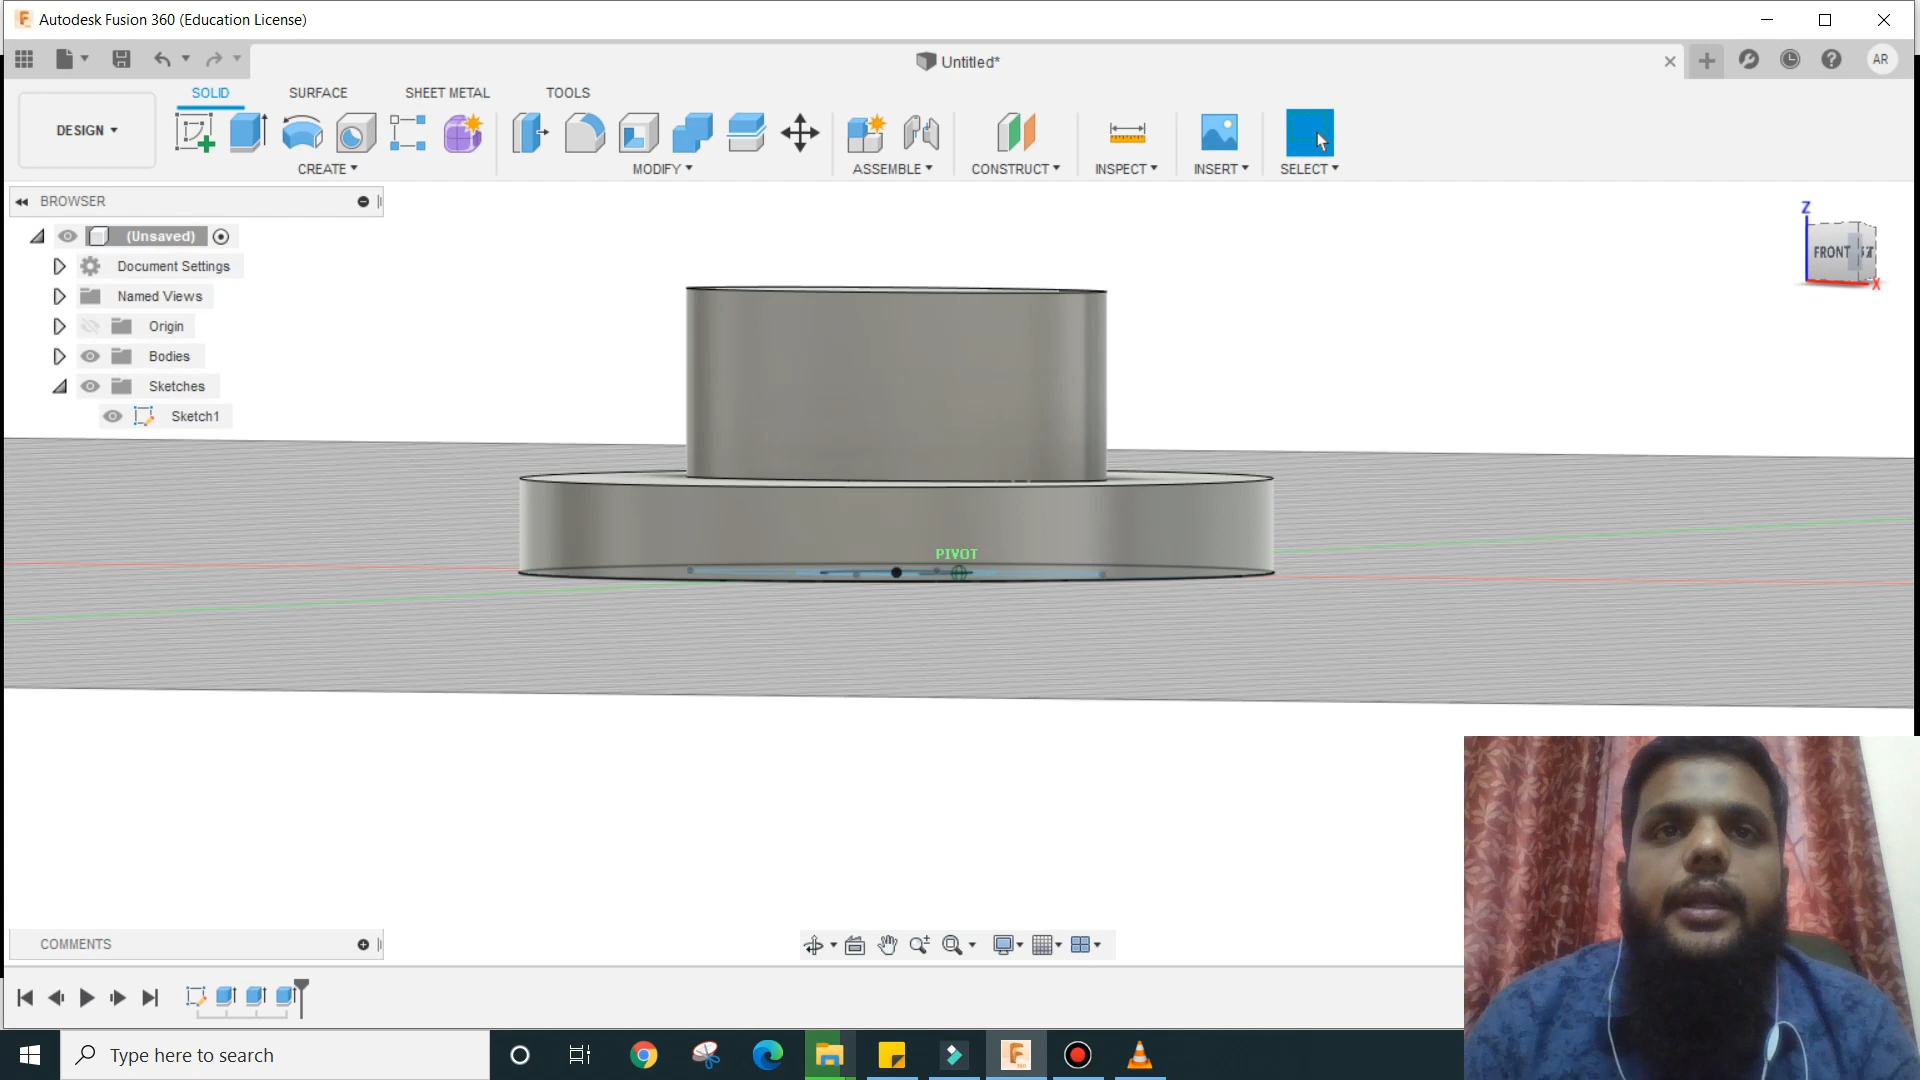 Autodesk Fusion 360 (Education License)
Untitled*
AR
DESIGN
SOLID
SURFACE
SHEET METAL
TOOLS
CREATE
MODIFY
ASSEMBLE
CONSTRUCT
INSPECT
INSERT
SELECT
BROWSER
(Unsaved)
Document Settings
Named Views
Origin
Bodies
Sketches
Sketch1
Z
FRONT
X
PIVOT
COMMENTS
Type here to search